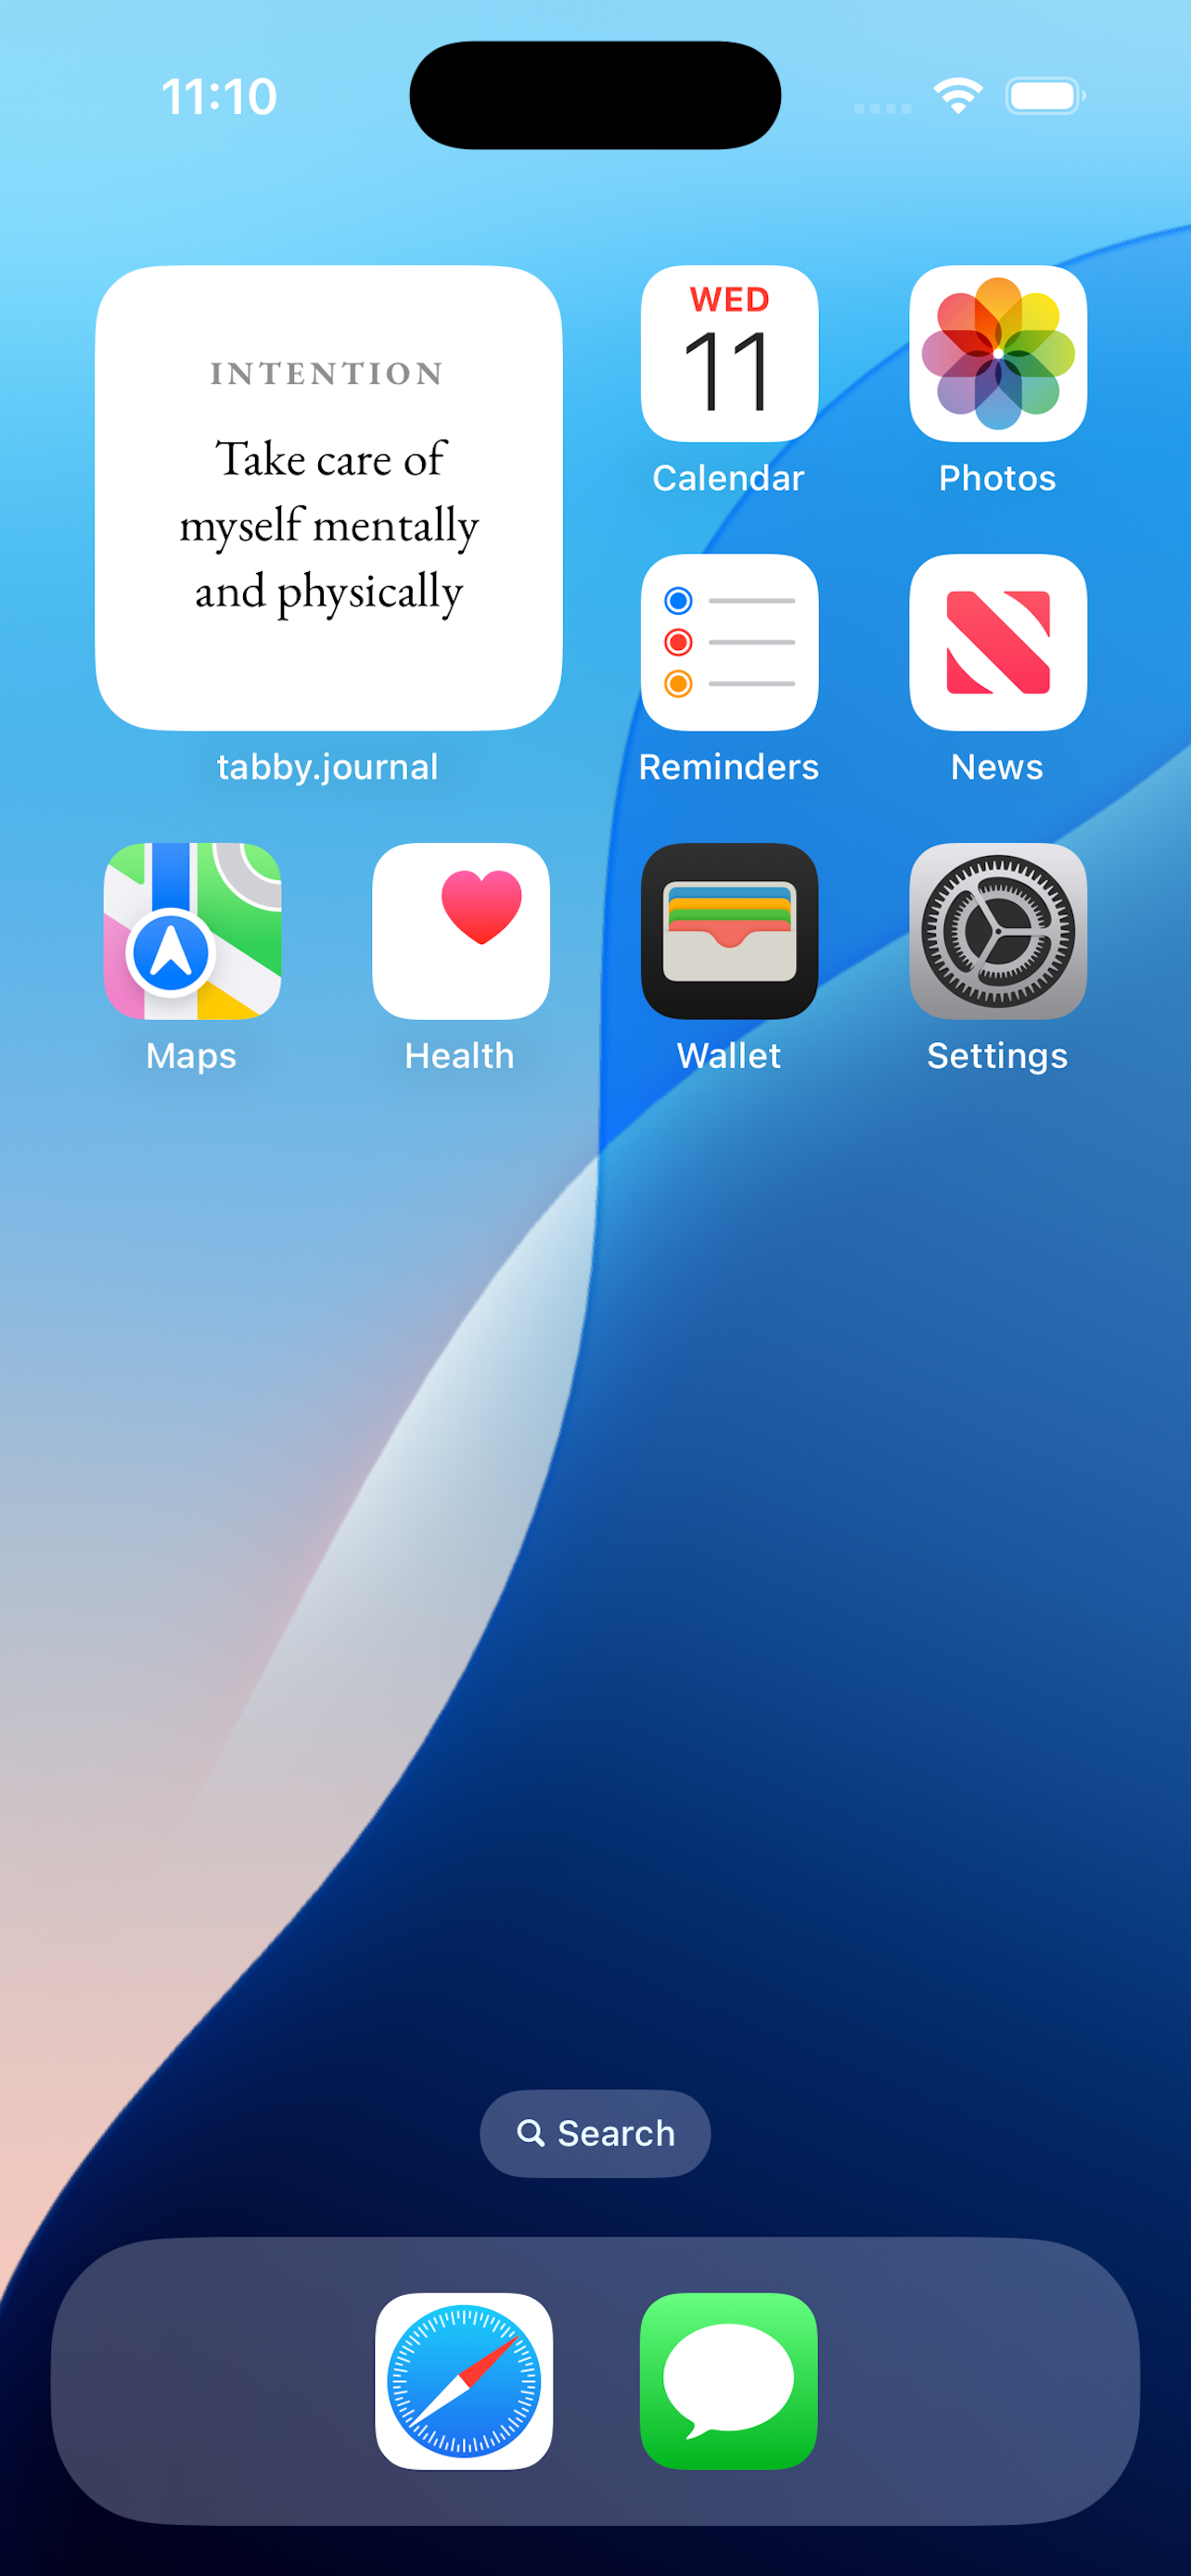 11:10
INTENTION
Take care of
myself mentally
and physically
tabby.journal
WED
11
Calendar
Photos
Reminders
News
Maps
Health
Wallet
Settings
Search